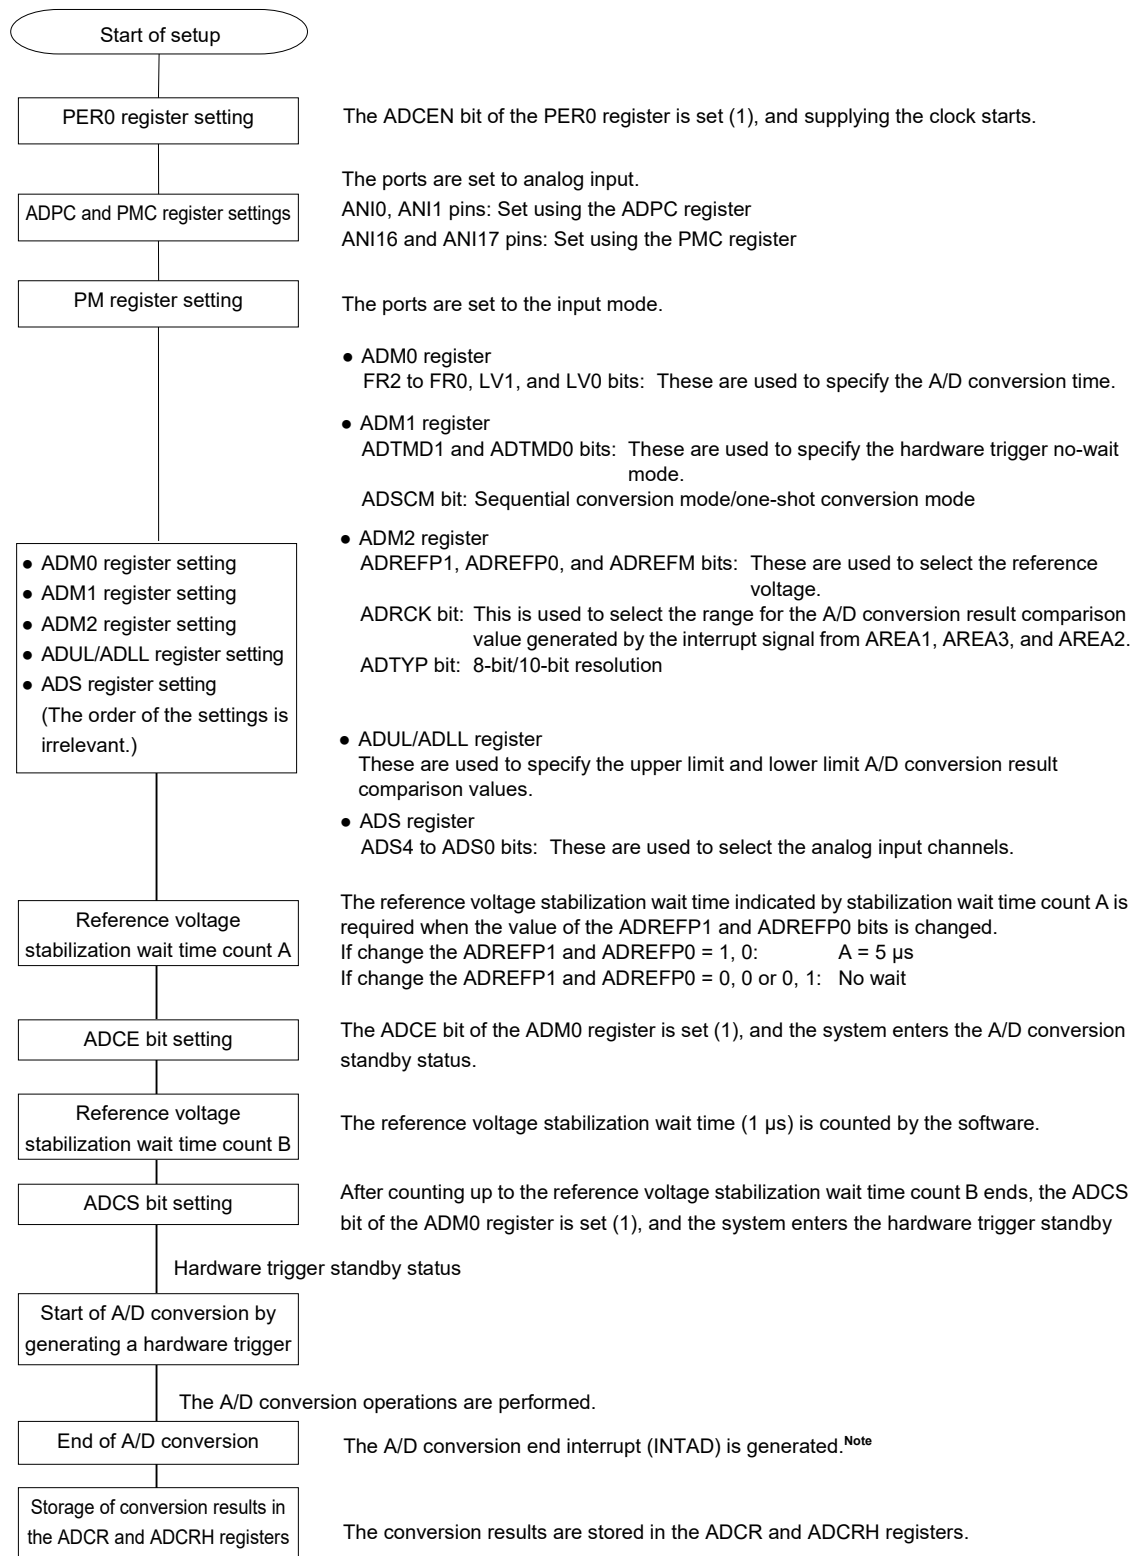 Start of setup
PER0 register setting
The ADCEN bit of the PER0 register is set (1), and supplying the clock starts.
ADPC and PMC register settings
The ports are set to analog input.
ANI0, ANI1 pins: Set using the ADPC register
ANI16 and ANI17 pins: Set using the PMC register
PM register setting
The ports are set to the input mode.
● ADM0 register setting
● ADM1 register setting
● ADM2 register setting
● ADUL/ADLL register setting
● ADS register setting
(The order of the settings is
irrelevant.)
● ADM0 register
FR2 to FR0, LV1, and LV0 bits: These are used to specify the A/D conversion time.
● ADM1 register
ADTMD1 and ADTMD0 bits: These are used to specify the hardware trigger no-wait
mode.
ADSCM bit: Sequential conversion mode/one-shot conversion mode
● ADM2 register
ADREFP1, ADREFP0, and ADREFM bits: These are used to select the reference
voltage.
ADRCK bit: This is used to select the range for the A/D conversion result comparison
value generated by the interrupt signal from AREA1, AREA3, and AREA2.
ADTYP bit: 8-bit/10-bit resolution
● ADUL/ADLL register
These are used to specify the upper limit and lower limit A/D conversion result
comparison values.
● ADS register
ADS4 to ADS0 bits: These are used to select the analog input channels.
Reference voltage
stabilization wait time count A
The reference voltage stabilization wait time indicated by stabilization wait time count A is
required when the value of the ADREFP1 and ADREFP0 bits is changed.
If change the ADREFP1 and ADREFP0 = 1, 0: A = 5 µs
If change the ADREFP1 and ADREFP0 = 0, 0 or 0, 1: No wait
ADCE bit setting
The ADCE bit of the ADM0 register is set (1), and the system enters the A/D conversion
standby status.
Reference voltage
stabilization wait time count B
The reference voltage stabilization wait time (1 µs) is counted by the software.
ADCS bit setting
After counting up to the reference voltage stabilization wait time count B ends, the ADCS
bit of the ADM0 register is set (1), and the system enters the hardware trigger standby
Hardware trigger standby status
Start of A/D conversion by
generating a hardware trigger
The A/D conversion operations are performed.
End of A/D conversion
The A/D conversion end interrupt (INTAD) is generated.Note
Storage of conversion results in
the ADCR and ADCRH registers
The conversion results are stored in the ADCR and ADCRH registers.